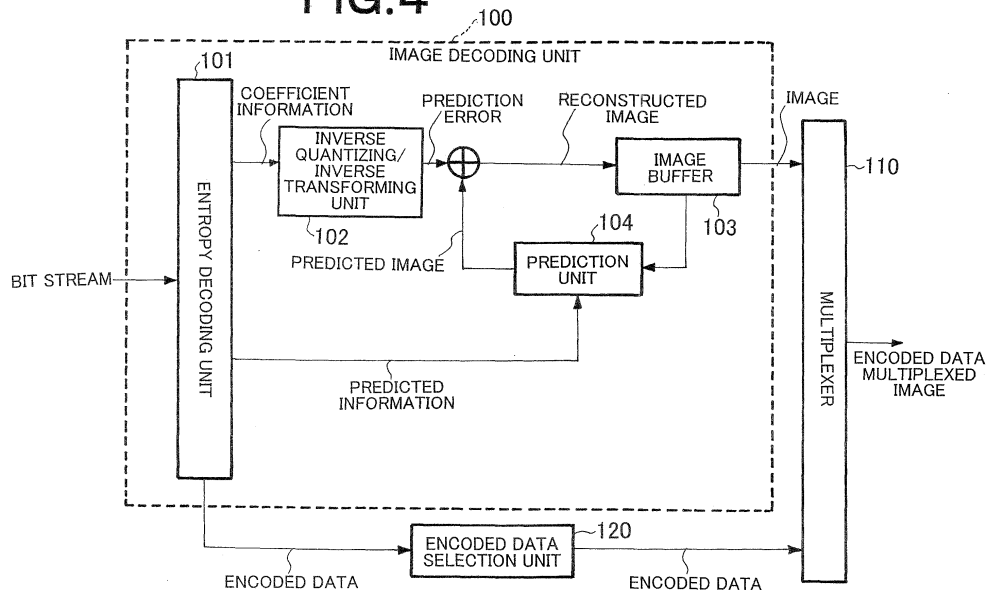 FIG.4
100
IMAGE DECODING UNIT
101
COEFFICIENT
INFORMATION
PREDICTION
ERROR
RECONSTRUCTED
IMAGE
IMAGE
INVERSE
QUANTIZING/
INVERSE
TRANSFORMING
UNIT
102
IMAGE
BUFFER
103
110
104
PREDICTION
UNIT
PREDICTED IMAGE
BIT STREAM
ENTROPY DECODING UNIT
PREDICTED
INFORMATION
MULTIPLEXER
ENCODED DATA
MULTIPLEXED
IMAGE
120
ENCODED DATA
SELECTION UNIT
ENCODED DATA
ENCODED DATA